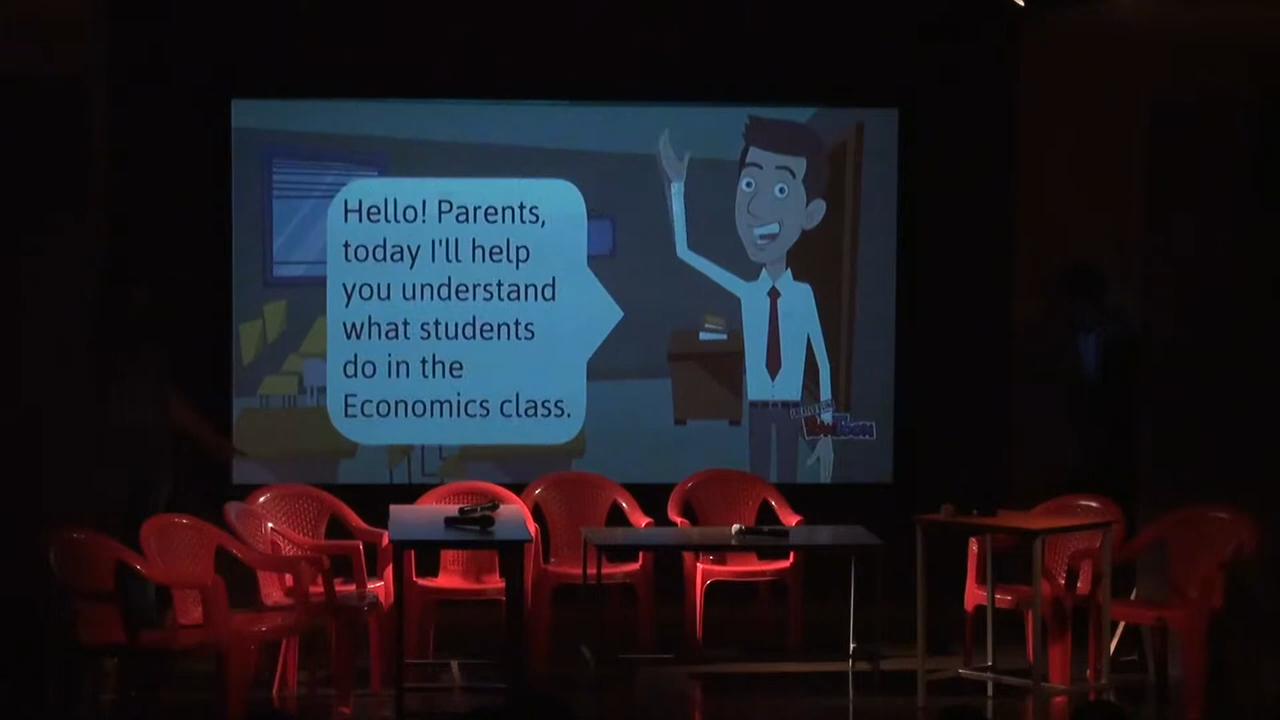 Hello! Parents,
today I'll help
you understand
what students
do in the
Economics class.